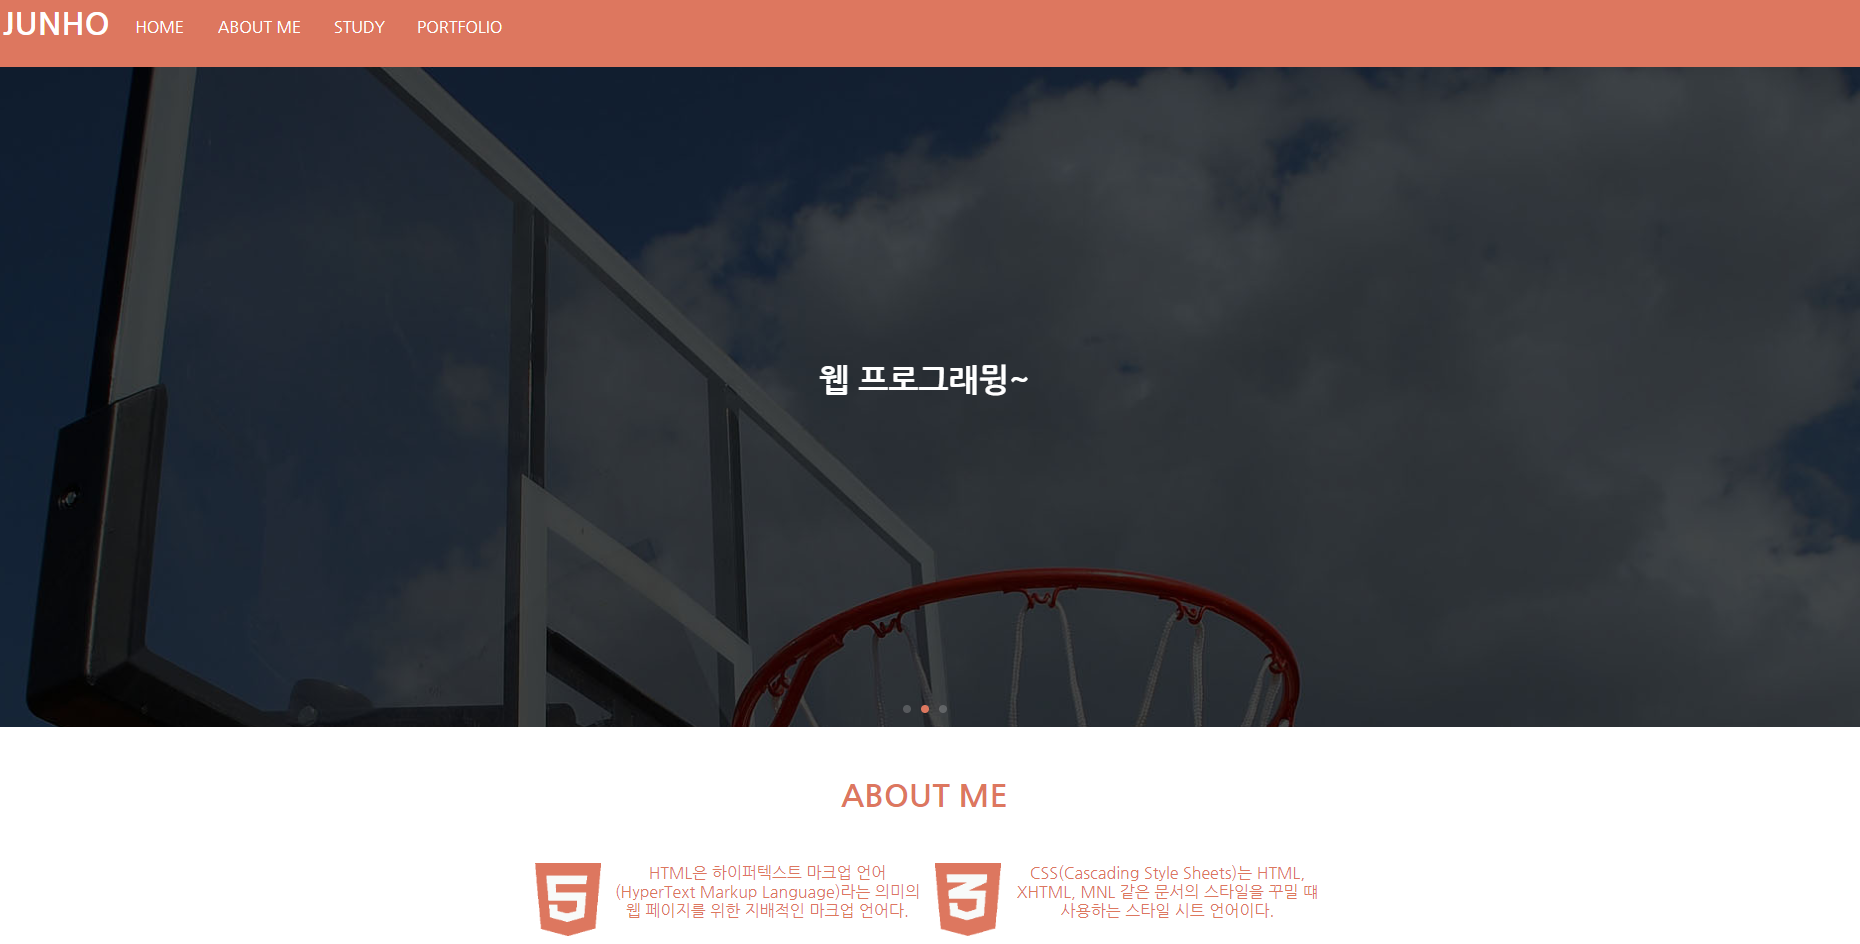 JUNHO HOME ABOUT ME STUDY PORTFOLIO
웹 프로그래밍~
ABOUT ME
5
HTML은 하이퍼텍스트 마크업 언어
(HyperText Markup Language)라는 의미의
웹 페이지를 위한 지배적인 마크업 언어다.
3
CSS(Cascading Style Sheets)는 HTML,
XHTML, MNL 같은 문서의 스타일을 꾸밀 떄
사용하는 스타일 시트 언어이다.